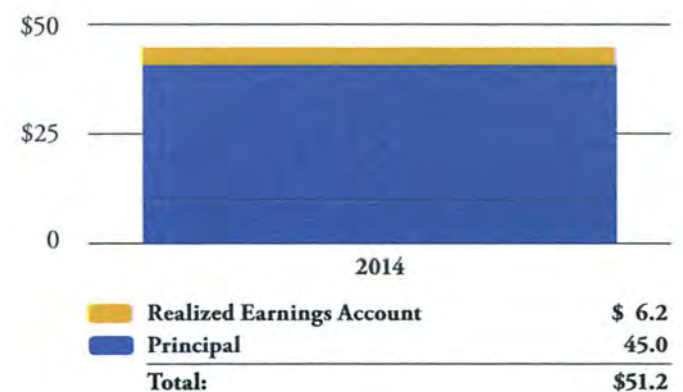 $50
$25
0
2014
Realized Earnings Account $ 6.2
Principal 45.0
Total: $51.2